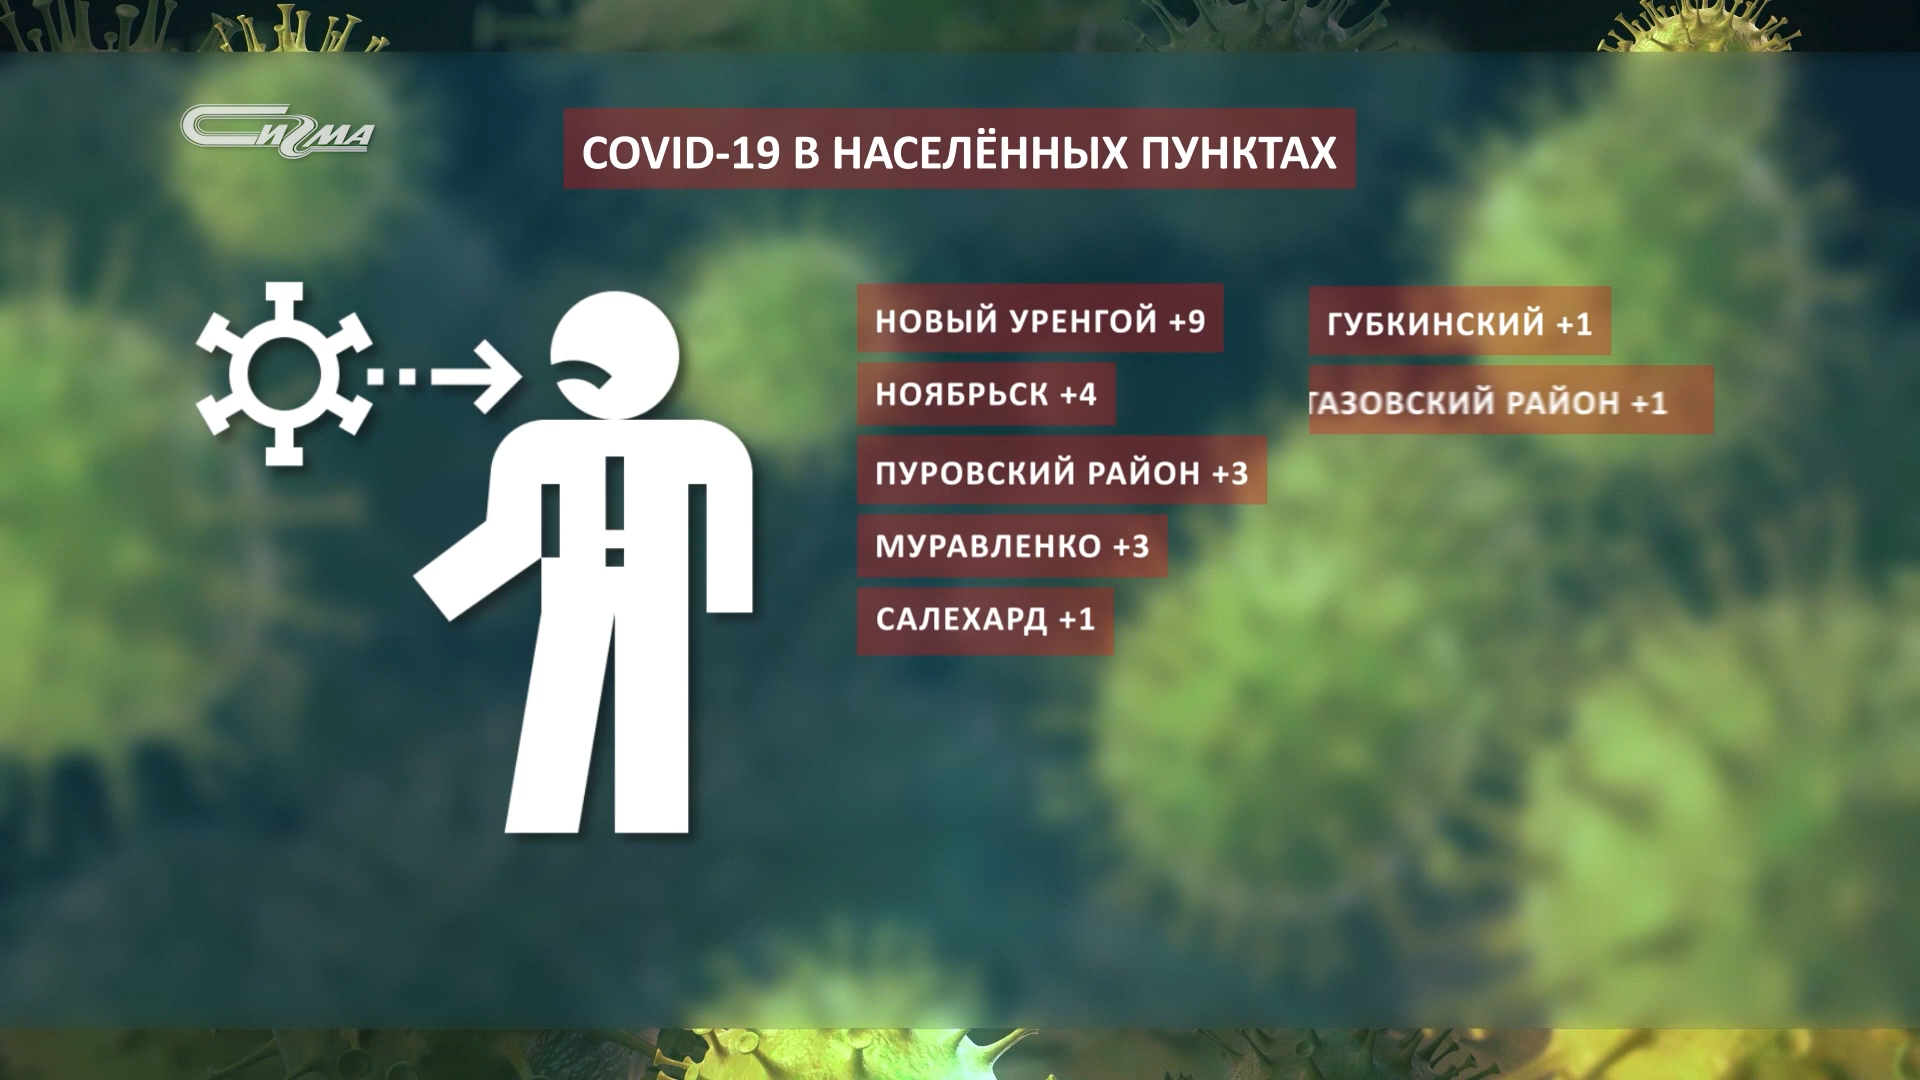 СИГМА
COVID-19 В НАСЕЛЁННЫХ ПУНКТАХ
НОВЫЙ УРЕНГОЙ +9
НОЯБРЬСК +4
ПУРОВСКИЙ РАЙОН +3
МУРАВЛЕНКО +3
САЛЕХАРД +1
ГУБКИНСКИЙ +1
ТАЗОВСКИЙ РАЙОН +1